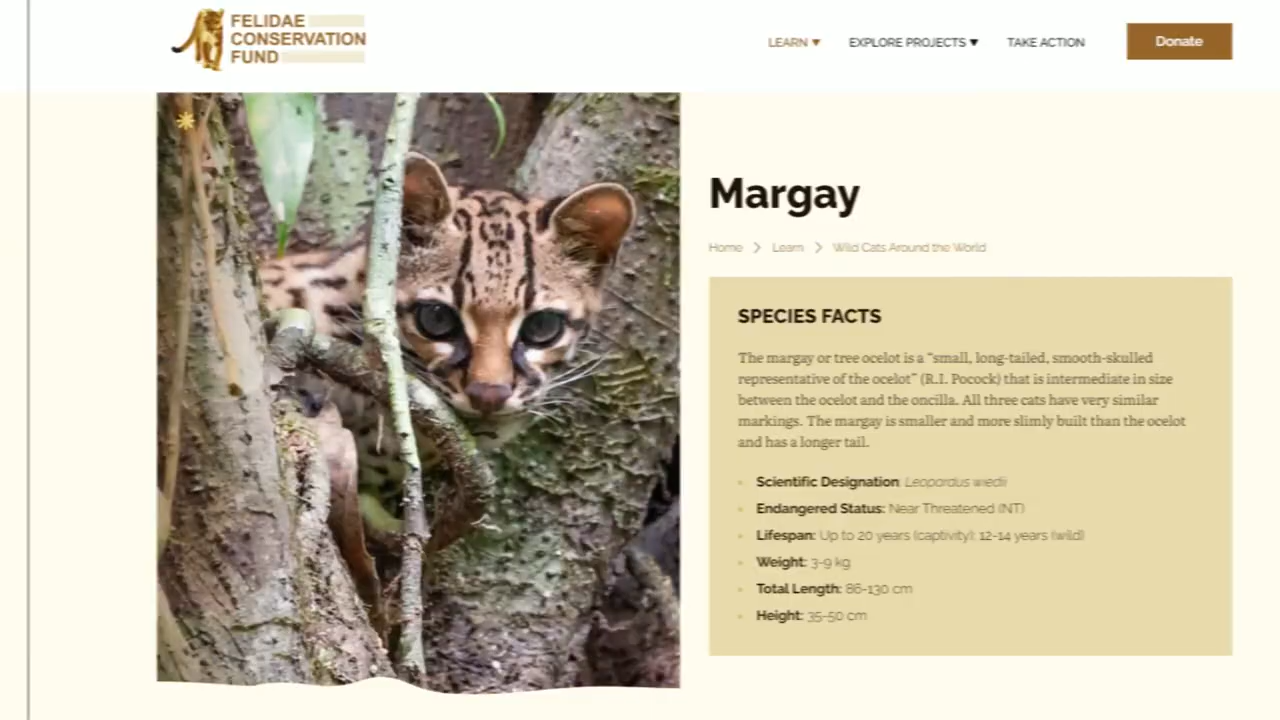 FELIDAE
CONSERVATION
FUND
LEARN ▼ EXPLORE PROJECTS ▼ TAKE ACTION Donate
Margay
Home > Learn > Wild Cats Around the World
SPECIES FACTS
The margay or tree ocelot is a “small, long-tailed, smooth-skulled
representative of the ocelot” (R.I. Pocock) that is intermediate in size
between the ocelot and the oncilla. All three cats have very similar
markings. The margay is smaller and more slimly built than the ocelot
and has a longer tail.
Scientific Designation: Leopardus wiedii
Endangered Status: Near Threatened (NT)
Lifespan: Up to 20 years (captivity); 12-14 years (wild)
Weight: 3-9 kg
Total Length: 86-130 cm
Height: 35-50 cm